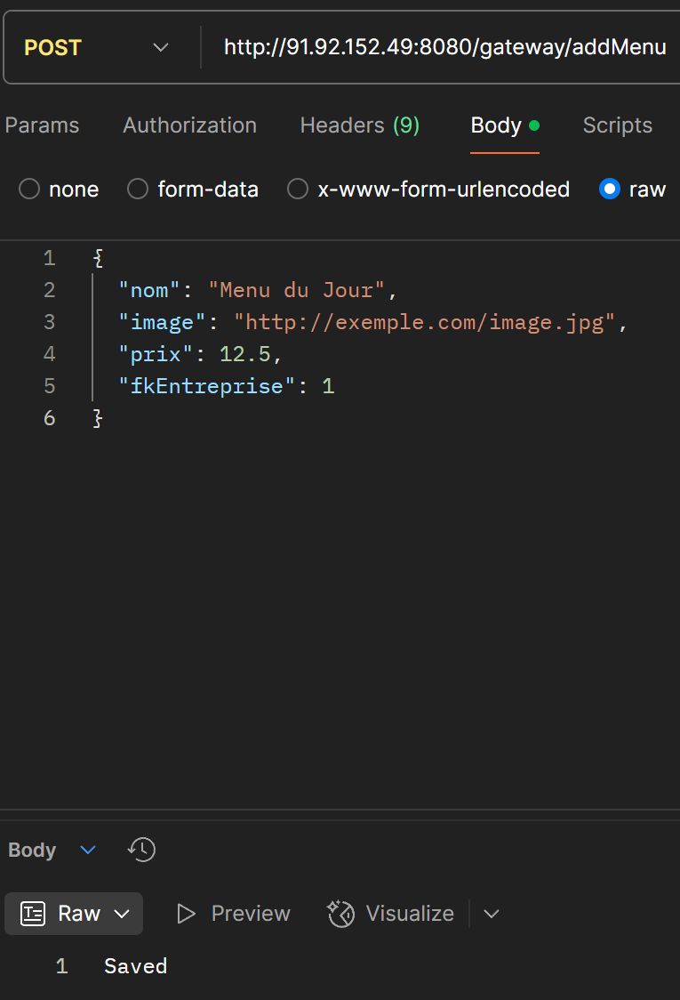 POST http://91.92.152.49:8080/gateway/addMenu
Params Authorization Headers (9) Body Scripts
none form-data x-www-form-urlencoded raw
1 {
2 "nom": "Menu du Jour",
3 "image": "http://exemple.com/image.jpg",
4 "prix": 12.5,
5 "fkEntreprise": 1
6 }
Body
Raw Preview Visualize
1 Saved